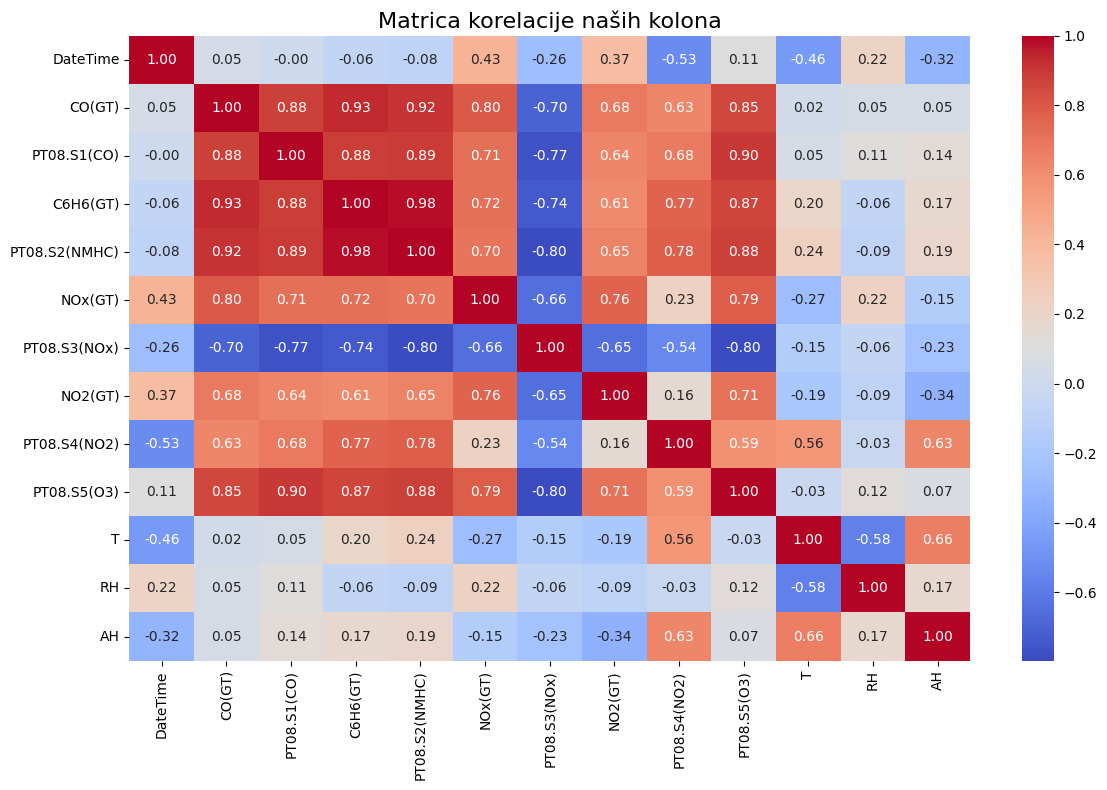 Matrica korelacije naših kolona
DateTime 1.00 0.05 -0.00 -0.06 -0.08 0.43 -0.26 0.37 -0.53 0.11 -0.46 0.22 -0.32
CO(GT) 0.05 1.00 0.88 0.93 0.92 0.80 -0.70 0.68 0.63 0.85 0.02 0.05 0.05
PT08.S1(CO) -0.00 0.88 1.00 0.88 0.89 0.71 -0.77 0.64 0.68 0.90 0.05 0.11 0.14
C6H6(GT) -0.06 0.93 0.88 1.00 0.98 0.72 -0.74 0.61 0.77 0.87 0.20 -0.06 0.17
PT08.S2(NMHC) -0.08 0.92 0.89 0.98 1.00 0.70 -0.80 0.65 0.78 0.88 0.24 -0.09 0.19
NOx(GT) 0.43 0.80 0.71 0.72 0.70 1.00 -0.66 0.76 0.23 0.79 -0.27 0.22 -0.15
PT08.S3(NOx) -0.26 -0.70 -0.77 -0.74 -0.80 -0.66 1.00 -0.65 -0.54 -0.80 -0.15 -0.06 -0.23
NO2(GT) 0.37 0.68 0.64 0.61 0.65 0.76 -0.65 1.00 0.16 0.71 -0.19 -0.09 -0.34
PT08.S4(NO2) -0.53 0.63 0.68 0.77 0.78 0.23 -0.54 0.16 1.00 0.59 0.56 -0.03 0.63
PT08.S5(O3) 0.11 0.85 0.90 0.87 0.88 0.79 -0.80 0.71 0.59 1.00 -0.03 0.12 0.07
T -0.46 0.02 0.05 0.20 0.24 -0.27 -0.15 -0.19 0.56 -0.03 1.00 -0.58 0.66
RH 0.22 0.05 0.11 -0.06 -0.09 0.22 -0.06 -0.09 -0.03 0.12 -0.58 1.00 0.17
AH -0.32 0.05 0.14 0.17 0.19 -0.15 -0.23 -0.34 0.63 0.07 0.66 0.17 1.00
DateTime
CO(GT)
PT08.S1(CO)
C6H6(GT)
PT08.S2(NMHC)
NOx(GT)
PT08.S3(NOx)
NO2(GT)
PT08.S4(NO2)
PT08.S5(O3)
T
RH
AH
1.0
0.8
0.6
0.4
0.2
0.0
−0.2
−0.4
−0.6